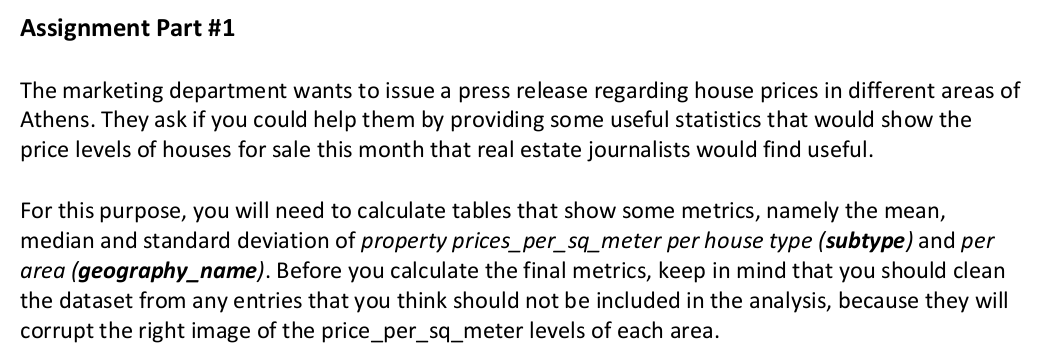 Assignment Part #1
The marketing department wants to issue a press release regarding house prices in different areas of
Athens. They ask if you could help them by providing some useful statistics that would show the
price levels of houses for sale this month that real estate journalists would find useful.
For this purpose, you will need to calculate tables that show some metrics, namely the mean,
median and standard deviation of property prices_per_sq_meter per house type (subtype) and per
area (geography_name). Before you calculate the final metrics, keep in mind that you should clean
the dataset from any entries that you think should not be included in the analysis, because they will
corrupt the right image of the price_per_sq_meter levels of each area.